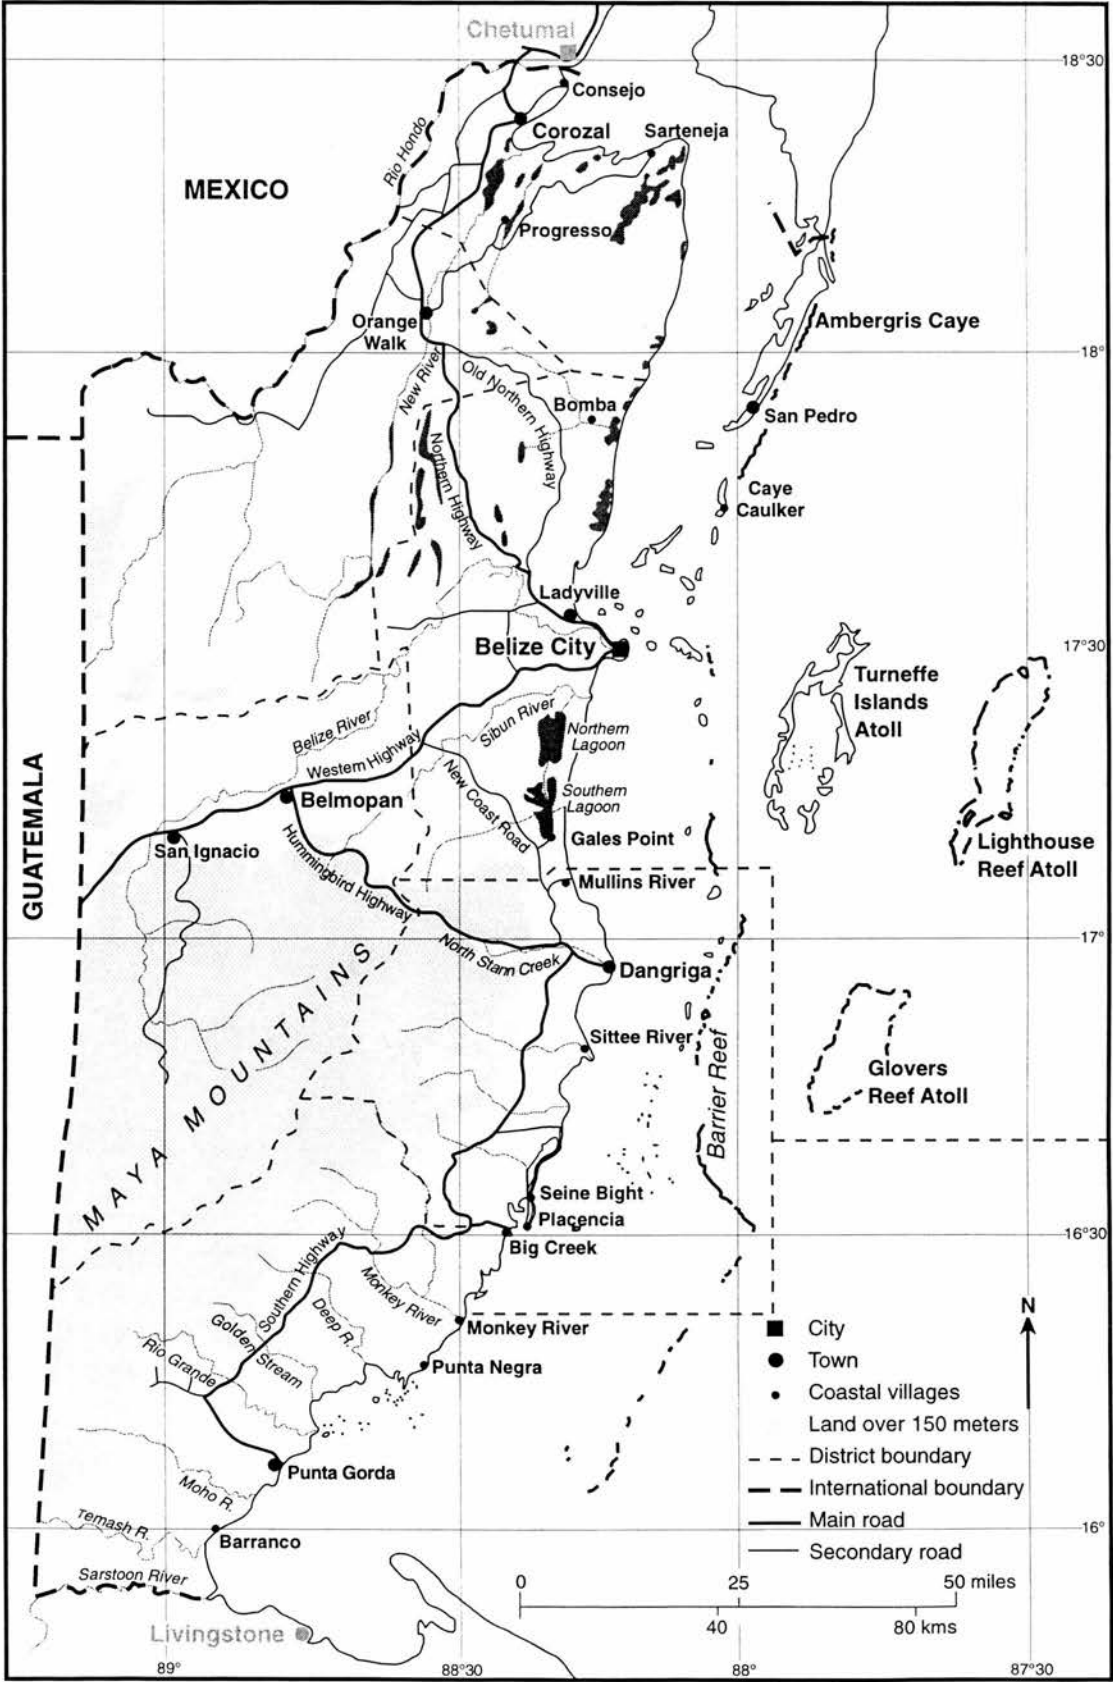 Chetumal
18°30
Consejo
Corozal
Sarteneja
Rio Hondo
MEXICO
Progresso
Orange
Walk
Ambergris Caye
18°
New River
Old Northern Highway
Bomba
San Pedro
Northern Highway
Caye
Caulker
Ladyville
Belize City
17°30
Turneffe
Islands
Atoll
Belize River
Sibun River
Northern
Lagoon
Western Highway
GUATEMALA
New Coast Road
Southern
Lagoon
Belmopan
San Ignacio
Gales Point
Lighthouse
Reef Atoll
Hummingbird Highway
Mullins River
17°
North Stann Creek
Dangriga
MAYA MOUNTAINS
Sittee River
Barrier Reef
Glovers
Reef Atoll
Seine Bight
Placencia
16°30
Big Creek
Southern Highway
Monkey River
Deep R.
Golden Stream
Rio Grande
Monkey River
Punta Negra
N
City
Town
Coastal villages
Land over 150 meters
District boundary
International boundary
Main road
Secondary road
Punta Gorda
Moho R.
Temash R.
Barranco
16°
Sarstoon River
0 25 50 miles
40 80 kms
Livingstone
89° 88°30 88° 87°30